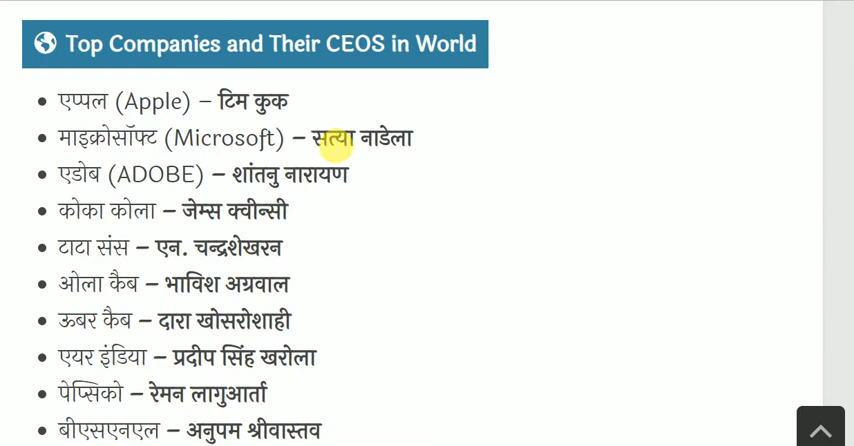 Top Companies and Their CEOS in World
एप्पल (Apple) – टिम कुक
माइक्रोसॉफ्ट (Microsoft) – सत्या नाडेला
एडोब (ADOBE) – शांतनु नारायण
कोका कोला – जेम्स क्वीन्सी
टाटा संस – एन. चन्द्रशेखरन
ओला कैब – भाविश अग्रवाल
ऊबर कैब – दारा खोसरोशाही
एयर इंडिया – प्रदीप सिंह खरोला
पेप्सिको – रेमन लागुआर्ता
बीएसएनएल – अनुपम श्रीवास्तव